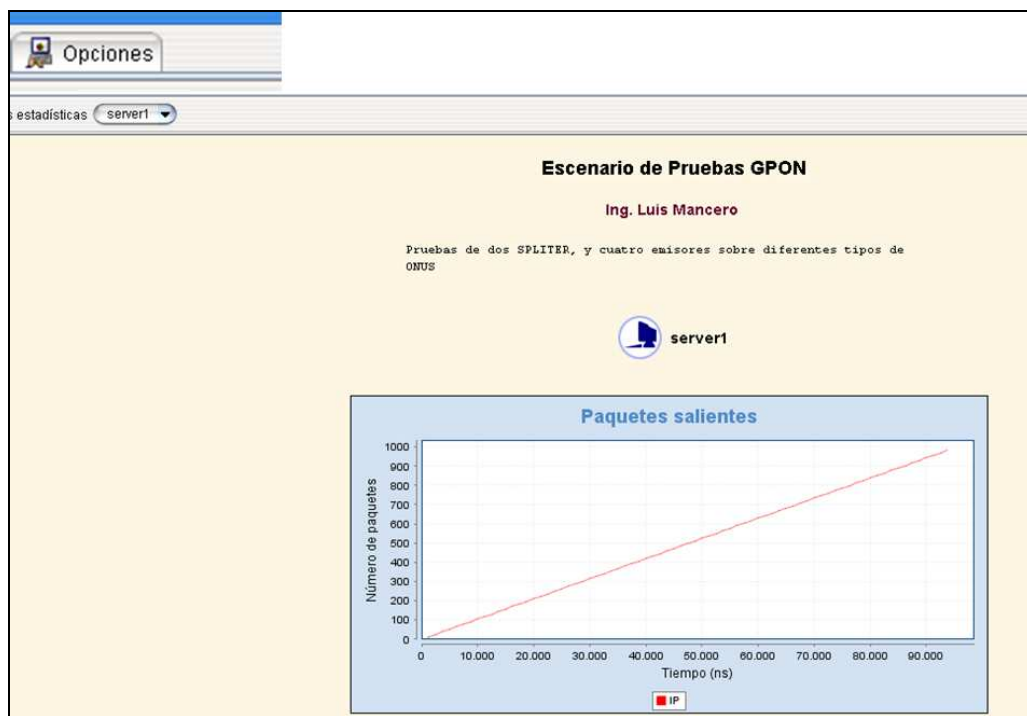 Opciones
s estadísticas server1
Escenario de Pruebas GPON
Ing. Luis Mancero
Pruebas de dos SPLITER, y cuatro emisores sobre diferentes tipos de
ONUS
server1
Paquetes salientes
Número de paquetes
1000
900
800
700
600
500
400
300
200
100
0
0 10.000 20.000 30.000 40.000 50.000 60.000 70.000 80.000 90.000
Tiempo (ns)
IP